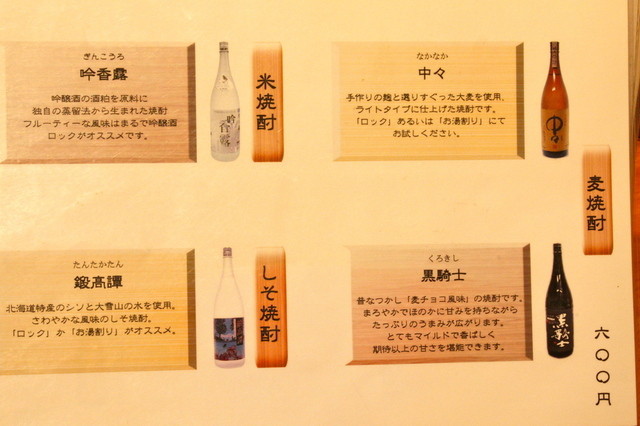 麦焼酎
なかなか
中々
手作りの麹と選りすぐった大麦を使用、
ライトタイプに仕上げた焼酎です。
「ロック」あるいは「お湯割り」にて
お試しください。
くろきし
黒騎士
昔なつかし「麦チョコ風味」の焼酎です。
まろやかでほのかに甘みを持ちながら
たっぷりのうまみが広がります。
とてもマイルドで香ばしく
期待以上の甘さを堪能できます。
中々
黒騎士
六〇〇円
米焼酎
ぎんこうろ
吟香露
吟醸酒の酒粕を原料に
独自の蒸留法から生まれた焼酎
フルーティーな風味はまるで吟醸酒
ロックがオススメです。
吟香露
しそ焼酎
たんたかたん
鍛高譚
北海道特産のシソと大雪山の水を使用。
さわやかな風味のしそ焼酎。
「ロック」か「お湯割り」がオススメ。